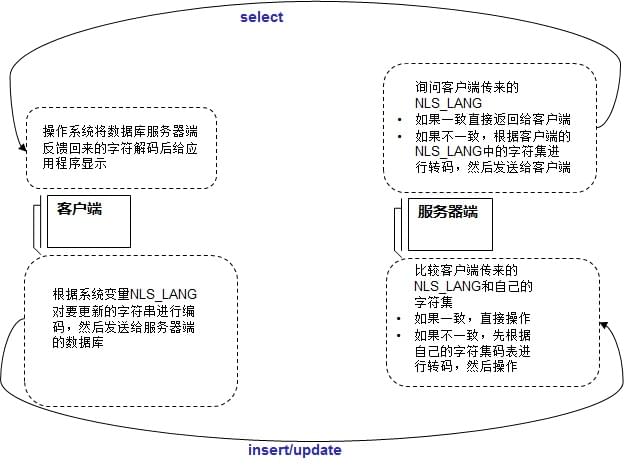 select
操作系统将数据库服务器端
反馈回来的字符解码后给应
用程序显示
询问客户端传来的
NLS_LANG
• 如果一致直接返回给客户端
• 如果不一致，根据客户端的
NLS_LANG中的字符集进
行转码，然后发送给客户端
客户端
服务器端
根据系统变量NLS_LANG
对要更新的字符串进行编
码，然后发送给服务器端
的数据库
比较客户端传来的
NLS_LANG和自己的
字符集
• 如果一致，直接操作
• 如果不一致，先根据
自己的字符集码表进
行转码，然后操作
insert/update